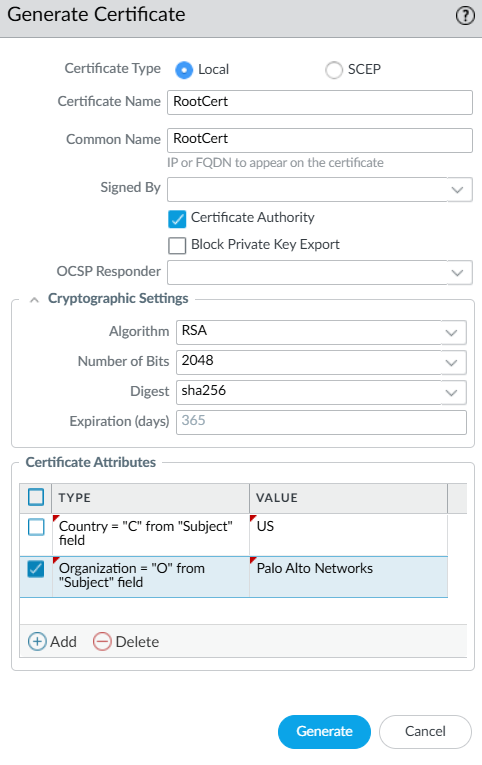 Generate Certificate
Certificate Type Local SCEP
Certificate Name RootCert
Common Name RootCert
IP or FQDN to appear on the certificate
Signed By
Certificate Authority
Block Private Key Export
OCSP Responder
Cryptographic Settings
Algorithm RSA
Number of Bits 2048
Digest sha256
Expiration (days) 365
Certificate Attributes
TYPE VALUE
Country = "C" from "Subject" US
field
Organization = "O" from Palo Alto Networks
"Subject" field
Add Delete
Generate Cancel